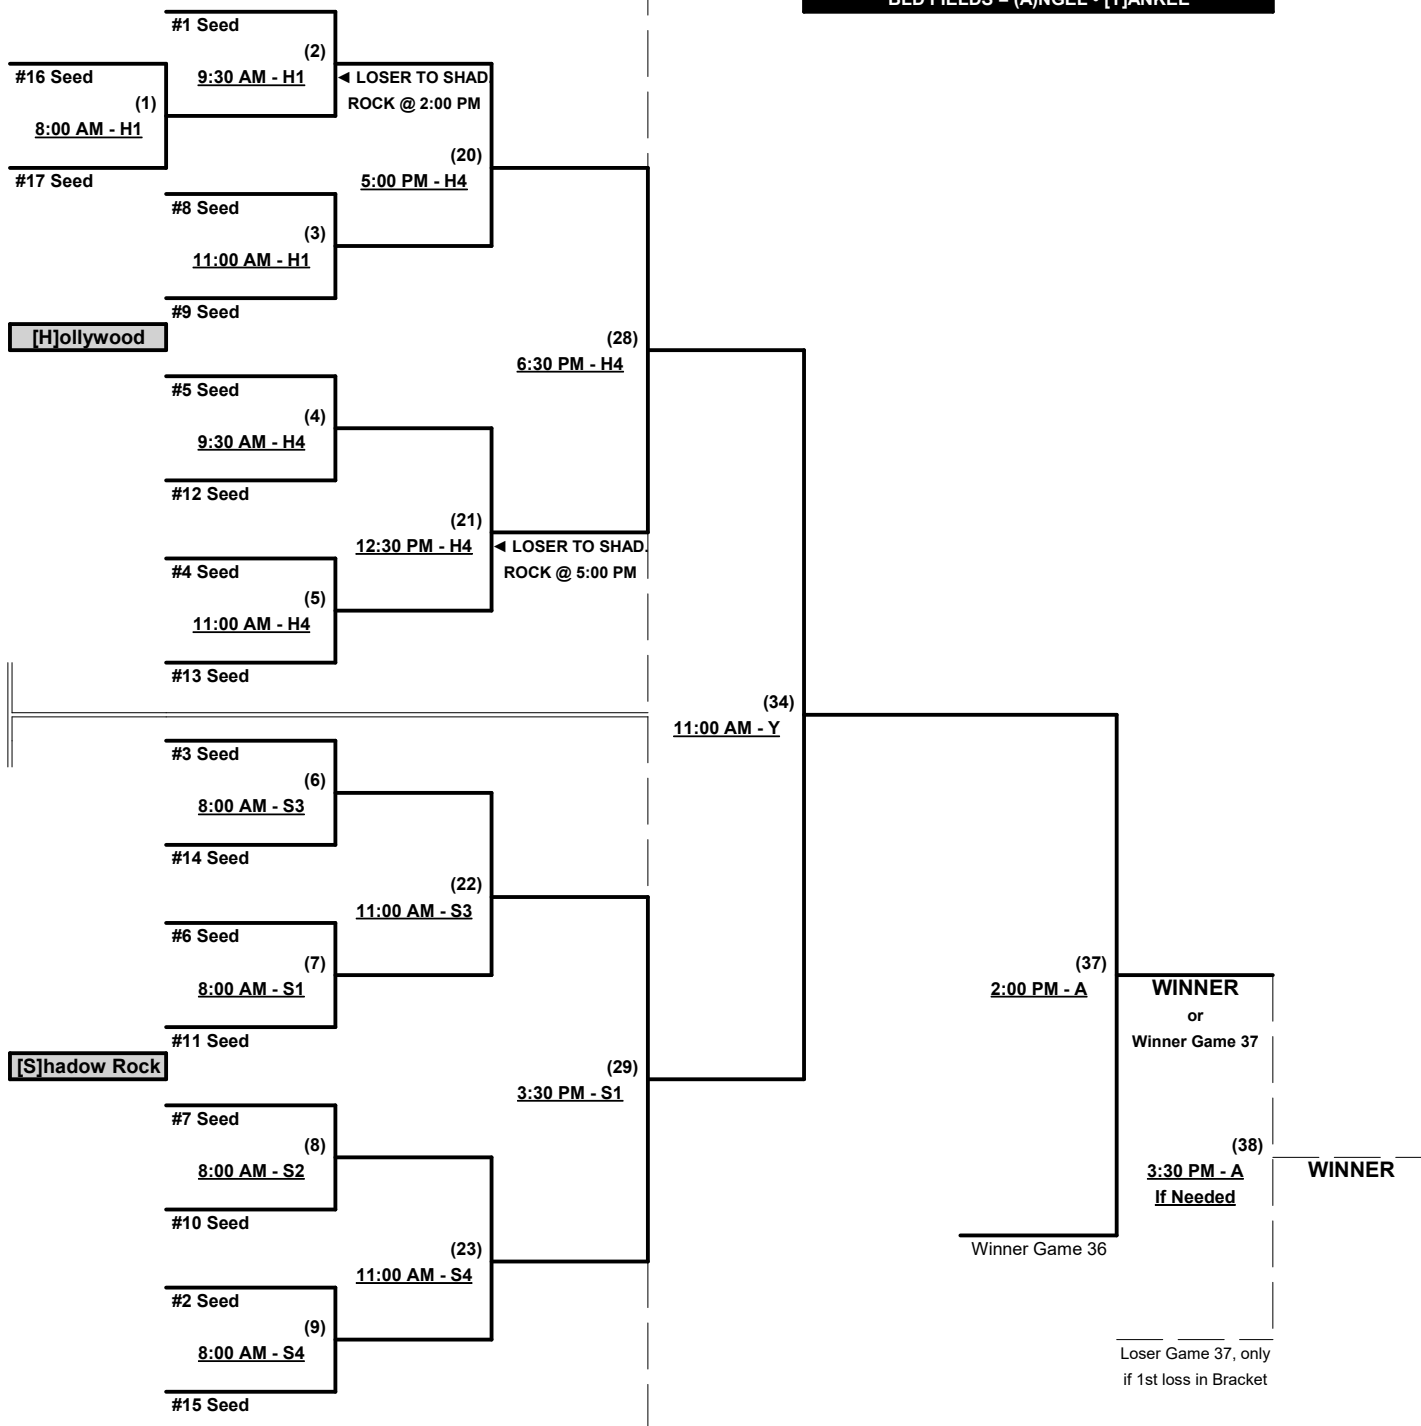 #1 Seed
(2)
9:30 AM - H1
◄ LOSER TO SHAD
ROCK @ 2:00 PM
#16 Seed
(1)
8:00 AM - H1
#17 Seed
(20)
5:00 PM - H4
#8 Seed
(3)
11:00 AM - H1
#9 Seed
[H]ollywood
(28)
6:30 PM - H4
#5 Seed
(4)
9:30 AM - H4
#12 Seed
(21)
12:30 PM - H4
◄ LOSER TO SHAD.
ROCK @ 5:00 PM
#4 Seed
(5)
11:00 AM - H4
#13 Seed
(34)
11:00 AM - Y
#3 Seed
(6)
8:00 AM - S3
#14 Seed
(22)
11:00 AM - S3
#6 Seed
(7)
8:00 AM - S1
#11 Seed
[S]hadow Rock
(29)
3:30 PM - S1
(37)
2:00 PM - A
WINNER
or
Winner Game 37
#7 Seed
(8)
8:00 AM - S2
#10 Seed
(23)
11:00 AM - S4
#2 Seed
(9)
8:00 AM - S4
#15 Seed
(38)
3:30 PM - A
If Needed
WINNER
Winner Game 36
Loser Game 37, only
if 1st loss in Bracket